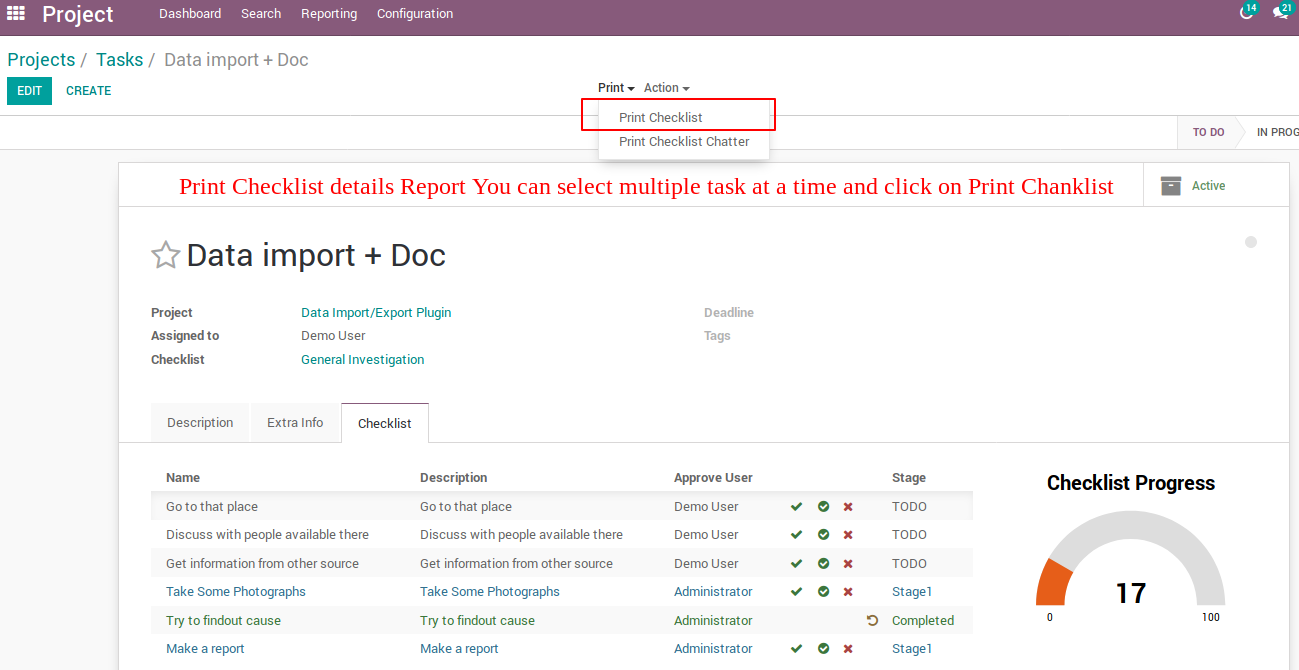 Project Dashboard Search Reporting Configuration 14 21
Projects / Tasks / Data import + Doc
EDIT CREATE Print Action
Print Checklist
Print Checklist Chatter
TO DO IN PROG
Print Checklist details Report You can select multiple task at a time and click on Print Chanklist
Active
Data import + Doc
Project Data Import/Export Plugin Deadline
Assigned to Demo User Tags
Checklist General Investigation
Description Extra Info Checklist
Name Description Approve User Stage
Go to that place Go to that place Demo User TODO
Discuss with people available there Discuss with people available there Demo User TODO
Get information from other source Get information from other source Demo User TODO
Take Some Photographs Take Some Photographs Administrator Stage1
Try to findout cause Try to findout cause Administrator Completed
Make a report Make a report Administrator Stage1
Checklist Progress
17
0 100